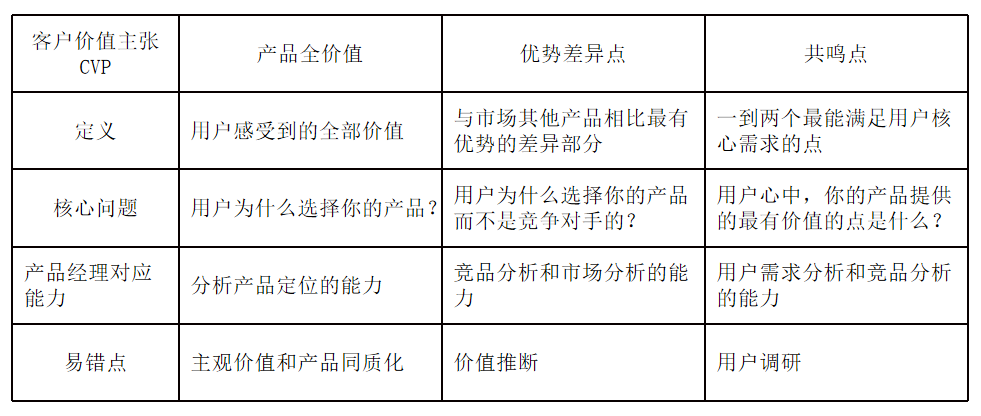 客户价值主张
CVP
产品全价值
优势差异点
共鸣点
定义
用户感受到的全部价值
与市场其他产品相比最有
优势的差异部分
一到两个最能满足用户核
心需求的点
核心问题
用户为什么选择你的产品？
用户为什么选择你的产品
而不是竞争对手的？
用户心中，你的产品提供
的最有价值的点是什么？
产品经理对应
能力
分析产品定位的能力
竞品分析和市场分析的能
力
用户需求分析和竞品分析
的能力
易错点
主观价值和产品同质化
价值推断
用户调研